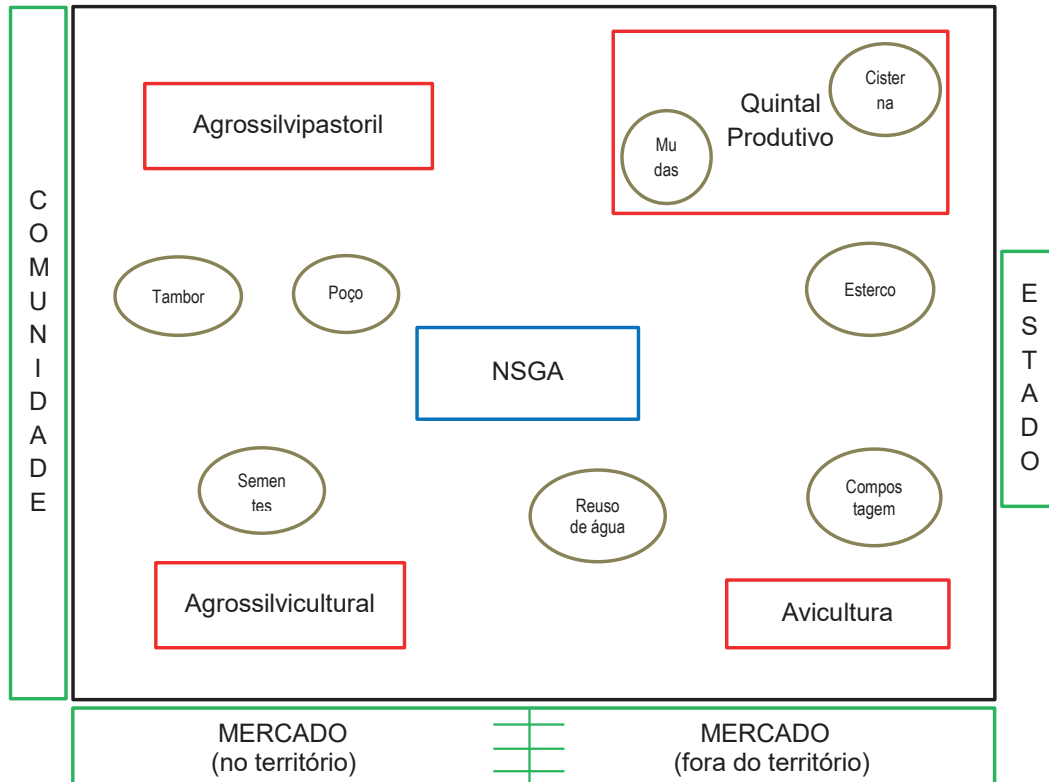 Agrossilvipastoril
Quintal
Produtivo
Cister
na
Mu
das
C
O
M
U
N
I
D
A
D
E
Tambor
Poço
Esterco
NSGA
E
S
T
A
D
O
Semen
tes
Reuso
de água
Compos
tagem
Agrossilvicultural
Avicultura
MERCADO
(no território)
MERCADO
(fora do território)